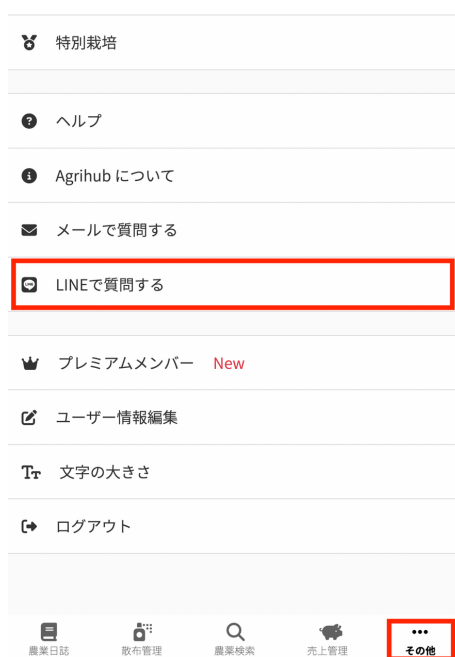 特別栽培
ヘルプ
Agrihub について
メールで質問する
LINEで質問する
プレミアムメンバー New
ユーザー情報編集
文字の大きさ
ログアウト
農業日誌 散布管理 農薬検索 売上管理 その他